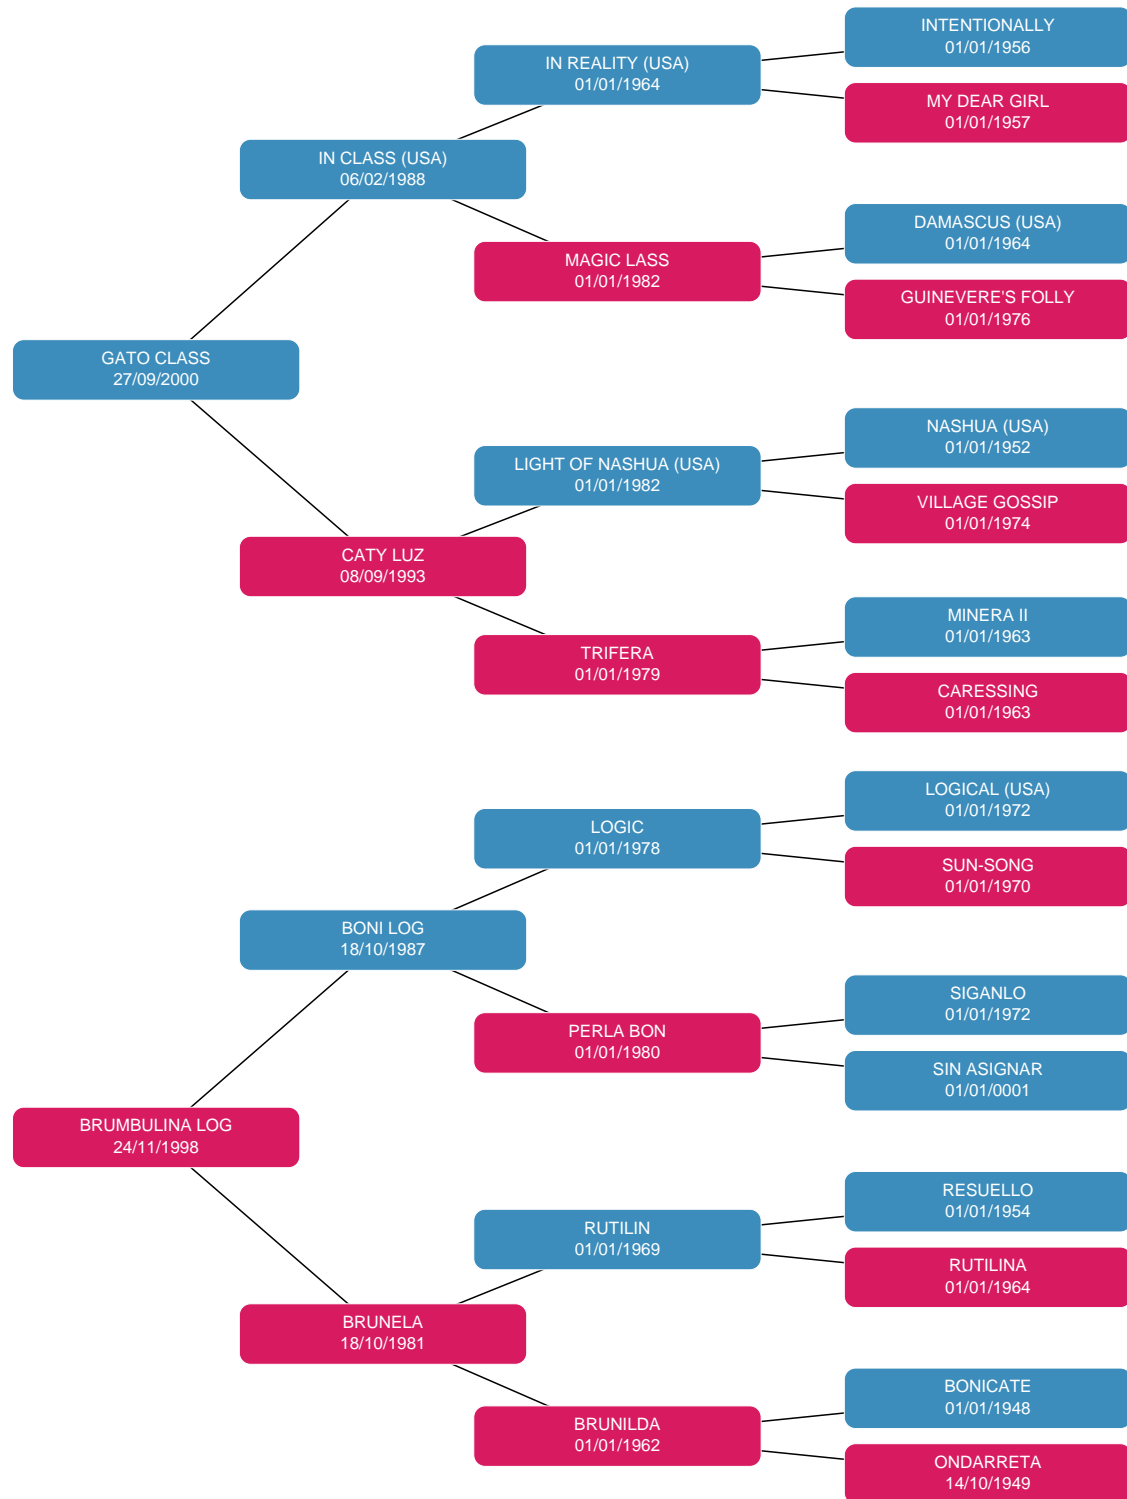 INTENTIONALLY
01/01/1956
IN REALITY (USA)
01/01/1964
MY DEAR GIRL
01/01/1957
IN CLASS (USA)
06/02/1988
DAMASCUS (USA)
01/01/1964
MAGIC LASS
01/01/1982
GUINEVERE'S FOLLY
01/01/1976
GATO CLASS
27/09/2000
NASHUA (USA)
01/01/1952
LIGHT OF NASHUA (USA)
01/01/1982
VILLAGE GOSSIP
01/01/1974
CATY LUZ
08/09/1993
MINERA II
01/01/1963
TRIFERA
01/01/1979
CARESSING
01/01/1963
LOGICAL (USA)
01/01/1972
LOGIC
01/01/1978
SUN-SONG
01/01/1970
BONI LOG
18/10/1987
SIGANLO
01/01/1972
PERLA BON
01/01/1980
SIN ASIGNAR
01/01/0001
BRUMBULINA LOG
24/11/1998
RESUELLO
01/01/1954
RUTILIN
01/01/1969
RUTILINA
01/01/1964
BRUNELA
18/10/1981
BONICATE
01/01/1948
BRUNILDA
01/01/1962
ONDARRETA
14/10/1949